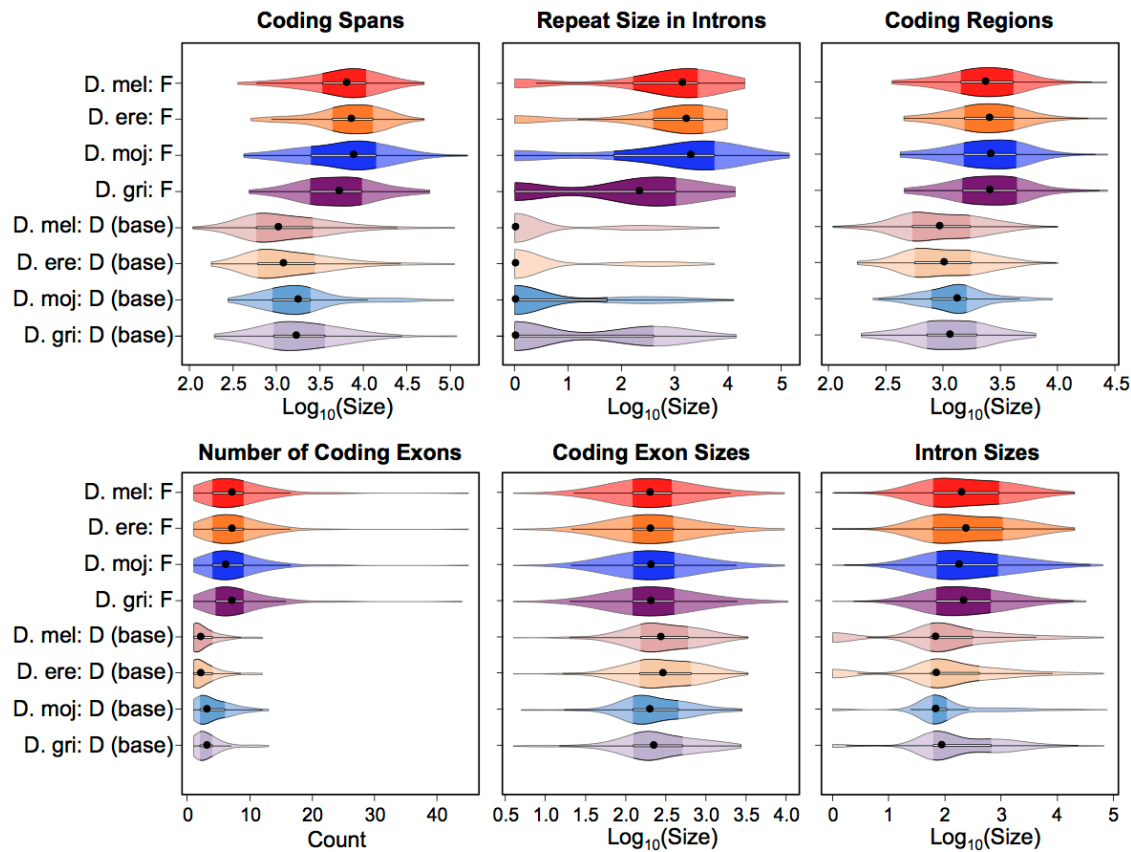 Coding Spans Repeat Size in Introns Coding Regions
D. mel: F
D. ere: F
D. moj: F
D. gri: F
D. mel: D (base)
D. ere: D (base)
D. moj: D (base)
D. gri: D (base)
2.0 2.5 3.0 3.5 4.0 4.5 5.0 0 1 2 3 4 5 2.0 2.5 3.0 3.5 4.0 4.5
Log10(Size) Log10(Size) Log10(Size)
Number of Coding Exons Coding Exon Sizes Intron Sizes
D. mel: F
D. ere: F
D. moj: F
D. gri: F
D. mel: D (base)
D. ere: D (base)
D. moj: D (base)
D. gri: D (base)
0 10 20 30 40 0.5 1.0 1.5 2.0 2.5 3.0 3.5 4.0 0 1 2 3 4 5
Count Log10(Size) Log10(Size)